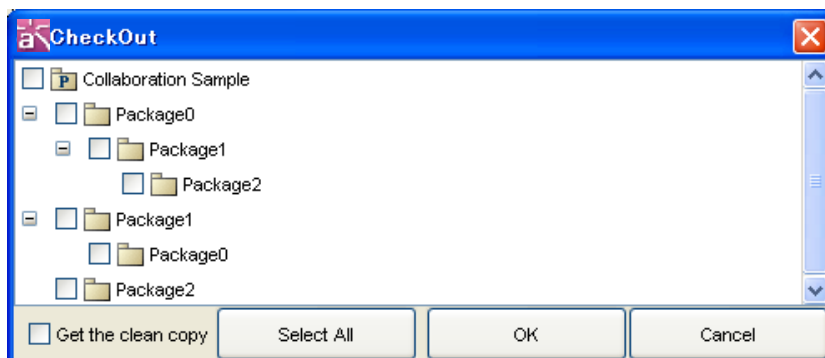 CheckOut
P Collaboration Sample
Package0
Package1
Package2
Package1
Package0
Package2
Get the clean copy Select All OK Cancel